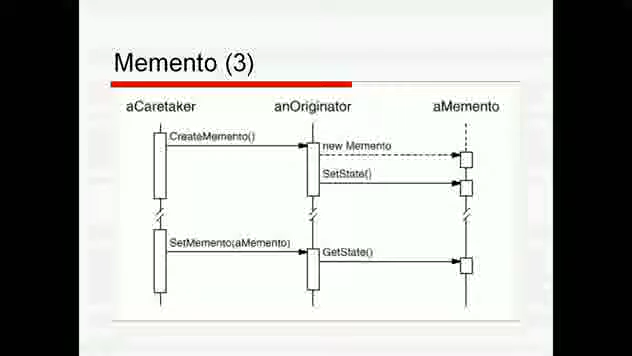 Memento (3)
aCaretaker anOriginator aMemento
CreateMemento()
new Memento
SetState()
SetMemento(aMemento)
GetState()